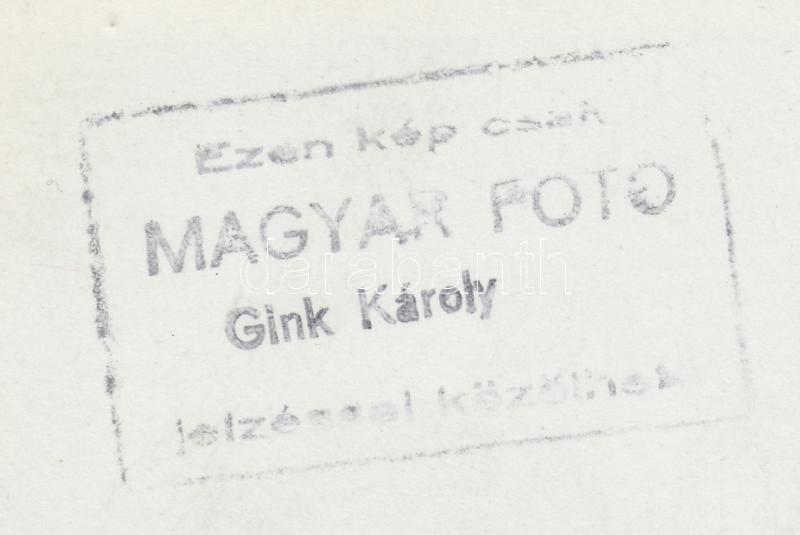 Ezen kép csak
MAGYAR FOTO
darabanth
Gink Károly
jelzéssel közölhető